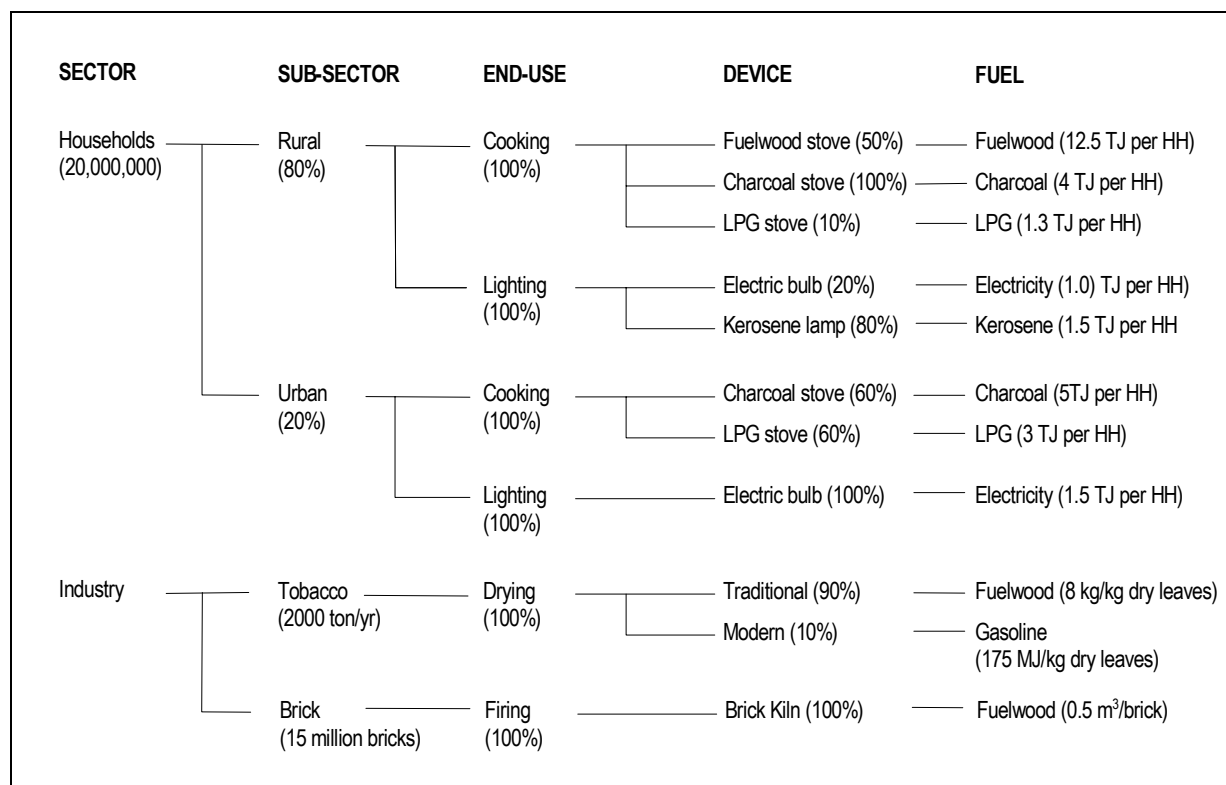 SECTOR SUB-SECTOR END-USE DEVICE FUEL
Households Rural Cooking Fuelwood stove (50%) Fuelwood (12.5 TJ per HH)
(20,000,000) (80%) (100%)
Charcoal stove (100%) Charcoal (4 TJ per HH)
LPG stove (10%) LPG (1.3 TJ per HH)
Lighting Electric bulb (20%) Electricity (1.0) TJ per HH)
(100%)
Kerosene lamp (80%) Kerosene (1.5 TJ per HH
Urban Cooking Charcoal stove (60%) Charcoal (5TJ per HH)
(20%) (100%)
LPG stove (60%) LPG (3 TJ per HH)
Lighting Electric bulb (100%) Electricity (1.5 TJ per HH)
(100%)
Industry Tobacco Drying Traditional (90%) Fuelwood (8 kg/kg dry leaves)
(2000 ton/yr) (100%)
Modern (10%) Gasoline
(175 MJ/kg dry leaves)
Brick Firing Brick Kiln (100%) Fuelwood (0.5 m³/brick)
(15 million bricks) (100%)